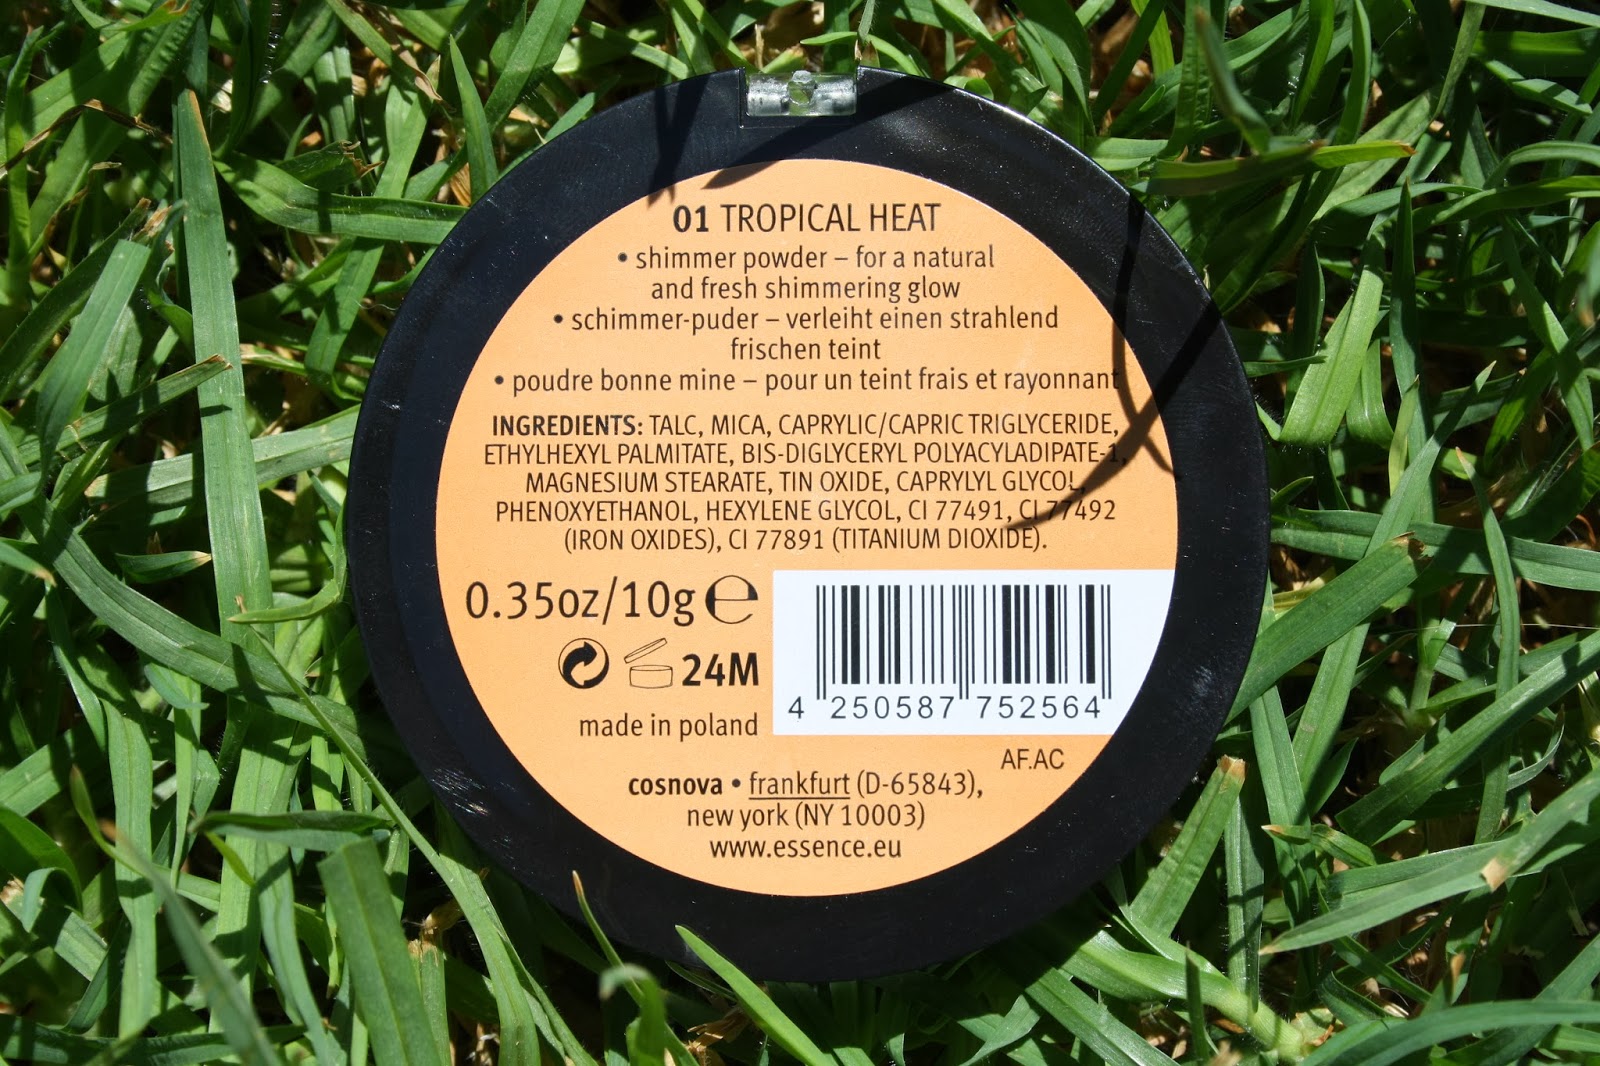 01 TROPICAL HEAT
• shimmer powder – for a natural
and fresh shimmering glow
• schimmer-puder – verleiht einen strahlend
frischen teint
• poudre bonne mine – pour un teint frais et rayonnant
INGREDIENTS: TALC, MICA, CAPRYLIC/CAPRIC TRIGLYCERIDE,
ETHYLHEXYL PALMITATE, BIS-DIGLYCERYL POLYACYLADIPATE-1,
MAGNESIUM STEARATE, TIN OXIDE, CAPRYLYL GLYCOL,
PHENOXYETHANOL, HEXYLENE GLYCOL, CI 77491, CI 77492
(IRON OXIDES), CI 77891 (TITANIUM DIOXIDE).
0.35oz/10g ℮
24M
made in poland
4 250587 752564
AF.AC
cosnova • frankfurt (D-65843),
new york (NY 10003)
www.essence.eu